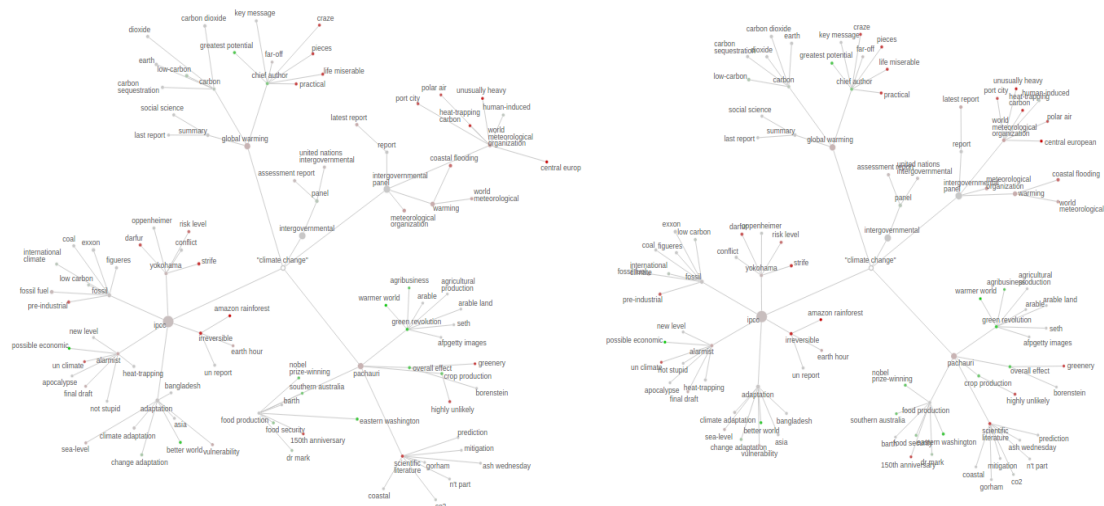 key message
carbon dioxide
craze
dioxide
greatest potential
pieces
far-off
earth
low-carbon
life miserable
chief author
carbon
practical
carbon
sequestration
polar air
unusually heavy
port city
human-induced
social science
heat-trapping
carbon
latest report
world
meteorological
organization
last report
summary
global warming
report
united nations
intergovernmental
coastal flooding
central europ
assessment report
intergovernmental
panel
world
meteorological
panel
warming
meteorological
organization
oppenheimer
risk level
intergovernmental
coal
exxon
darfur
conflict
international
climate
figueres
strife
"climate change"
yokohama
low carbon
fossil fuel
fossil
agribusiness
agricultural
production
pre-industrial
warmer world
arable
amazon rainforest
arable land
ipcc
green revolution
seth
new level
irreversible
afpgetty images
possible economic
alarmist
earth hour
un climate
heat-trapping
un report
nobel
prize-winning
pachauri
overall effect
greenery
apocalypse
crop production
final draft
bangladesh
southern australia
borenstein
not stupid
adaptation
barth
highly unlikely
food production
eastern washington
asia
food security
climate adaptation
150th anniversary
prediction
sea-level
better world
vulnerability
dr mark
mitigation
change adaptation
scientific
literature
gorham
ash wednesday
n't part
coastal
co2
craze
carbon dioxide
key message
earth
pieces
carbon
sequestration
dioxide
greatest potential
far-off
life miserable
low-carbon
carbon
chief author
practical
unusually heavy
port city
human-induced
heat-trapping
carbon
latest report
social science
polar air
world
meteorological
organization
last report
summary
global warming
central european
report
assessment report
united nations
intergovernmental
coastal flooding
intergovernmental
panel
meteorological
organization
warming
panel
world
meteorological
exxon
oppenheimer
darfur
low carbon
risk level
intergovernmental
coal
figueres
conflict
strife
"climate change"
international
climate
fossil fuel
fossil
yokohama
agricultural
production
agribusiness
pre-industrial
warmer world
arable
arable land
amazon rainforest
ipcc
green revolution
seth
new level
irreversible
afpgetty images
possible economic
alarmist
earth hour
un climate
not stupid
un report
pachauri
greenery
nobel
prize-winning
overall effect
apocalypse
heat-trapping
crop production
borenstein
final draft
adaptation
highly unlikely
food production
southern australia
climate adaptation
bangladesh
better world
scientific
literature
sea-level
asia
barth
food security
eastern washington
prediction
change adaptation
ash wednesday
vulnerability
dr mark
150th anniversary
mitigation
n't part
coastal
co2
gorham